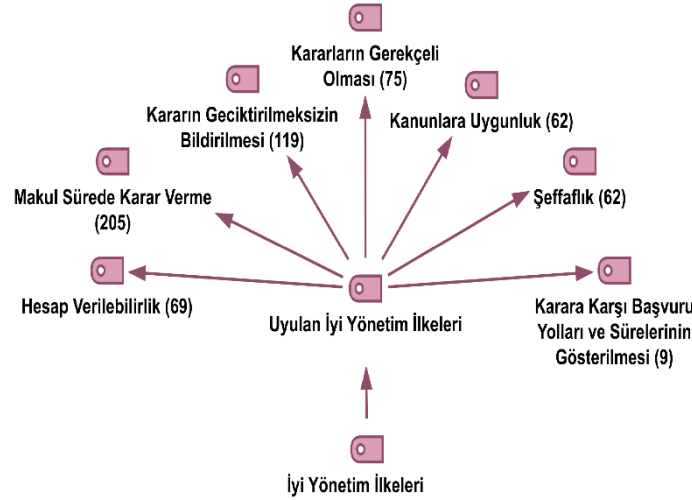 Kararların Gerekçeli
Olması (75)
Kararın Geciktirilmeksizin
Bildirilmesi (119)
Kanunlara Uygunluk (62)
Makul Sürede Karar Verme
(205)
Şeffaflık (62)
Hesap Verilebilirlik (69)
Uyulan İyi Yönetim İlkeleri
Karara Karşı Başvuru
Yolları ve Sürelerinin
Gösterilmesi (9)
İyi Yönetim İlkeleri